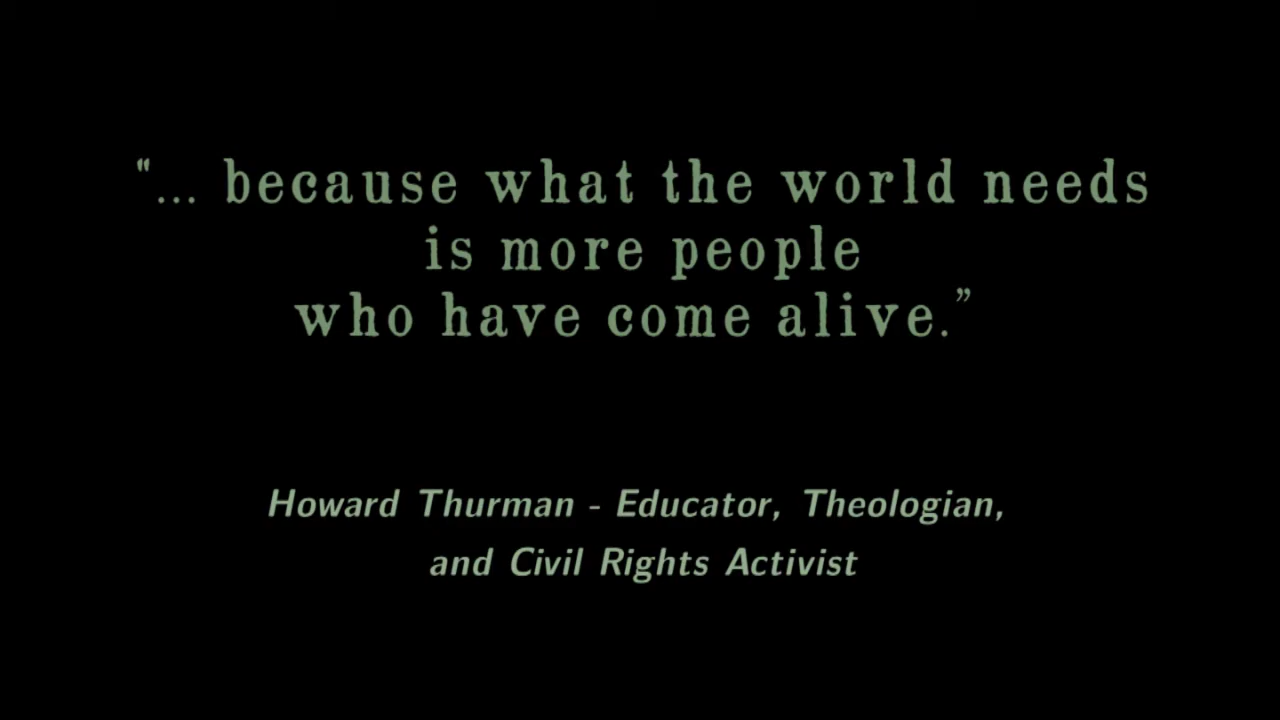 "... because what the world needs
is more people
who have come alive.”
Howard Thurman - Educator, Theologian,
and Civil Rights Activist